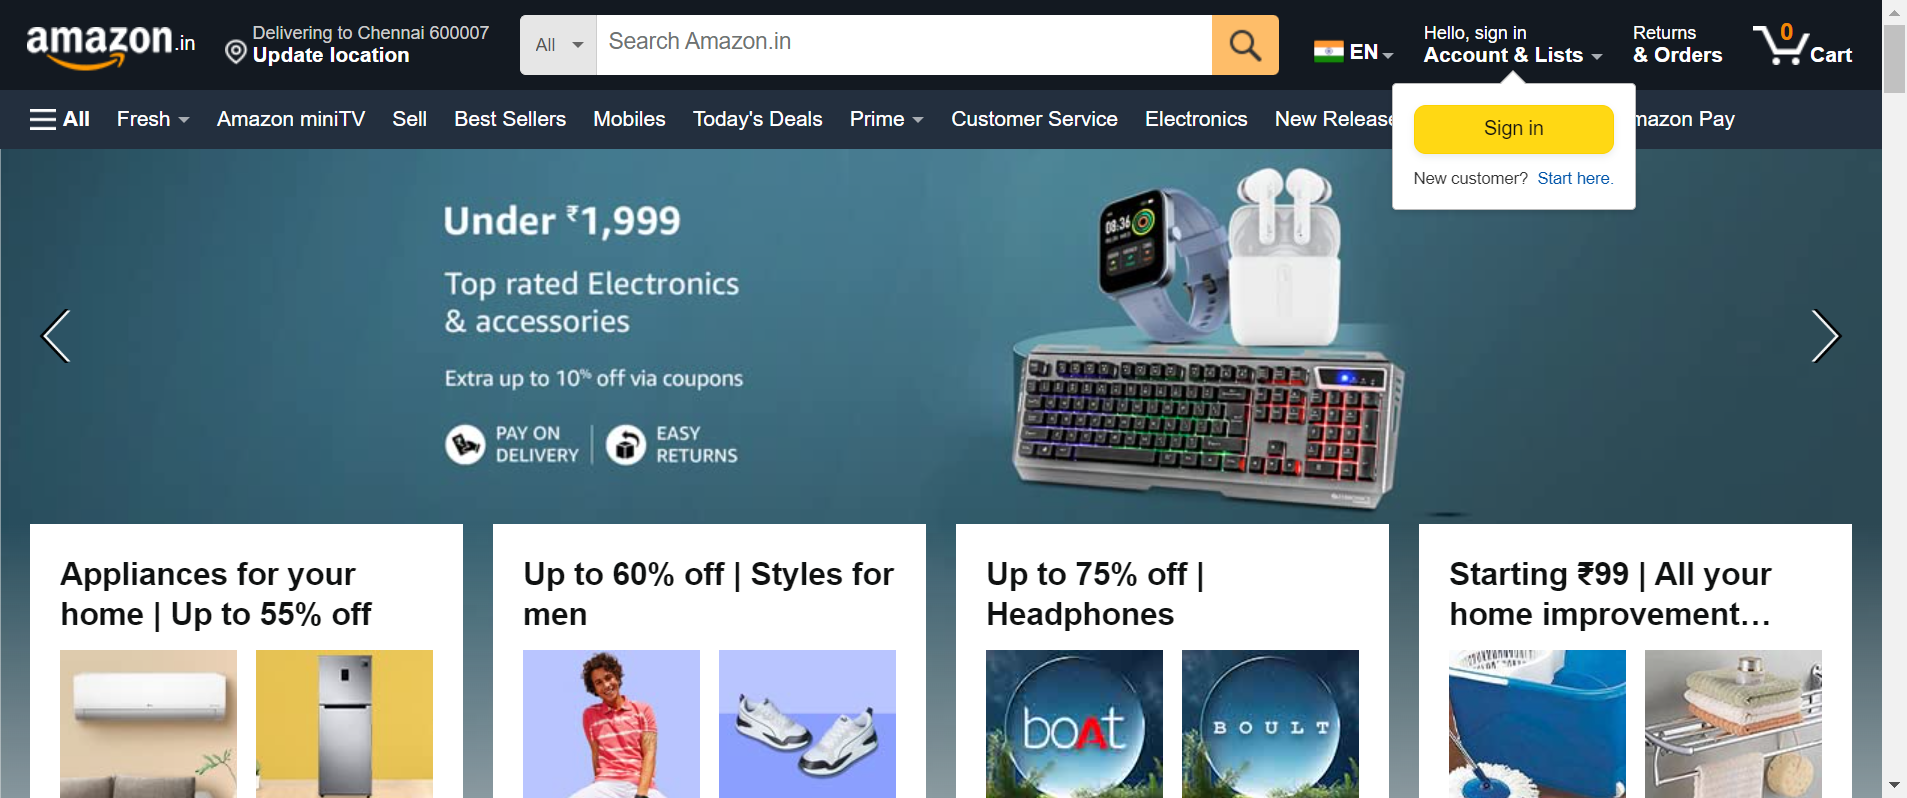 amazon.in
Delivering to Chennai 600007
Update location
All
Search Amazon.in
EN
Hello, sign in
Account & Lists
Returns
& Orders
0
Cart
All
Fresh
Amazon miniTV
Sell
Best Sellers
Mobiles
Today's Deals
Prime
Customer Service
Electronics
New Release
mazon Pay
Sign in
New customer? Start here.
Under ₹1,999
Top rated Electronics
& accessories
Extra up to 10% off via coupons
PAY ON
DELIVERY
EASY
RETURNS
08:36
Appliances for your
home | Up to 55% off
Up to 60% off | Styles for
men
Up to 75% off |
Headphones
Starting ₹99 | All your
home improvement…
boAt
BOULT